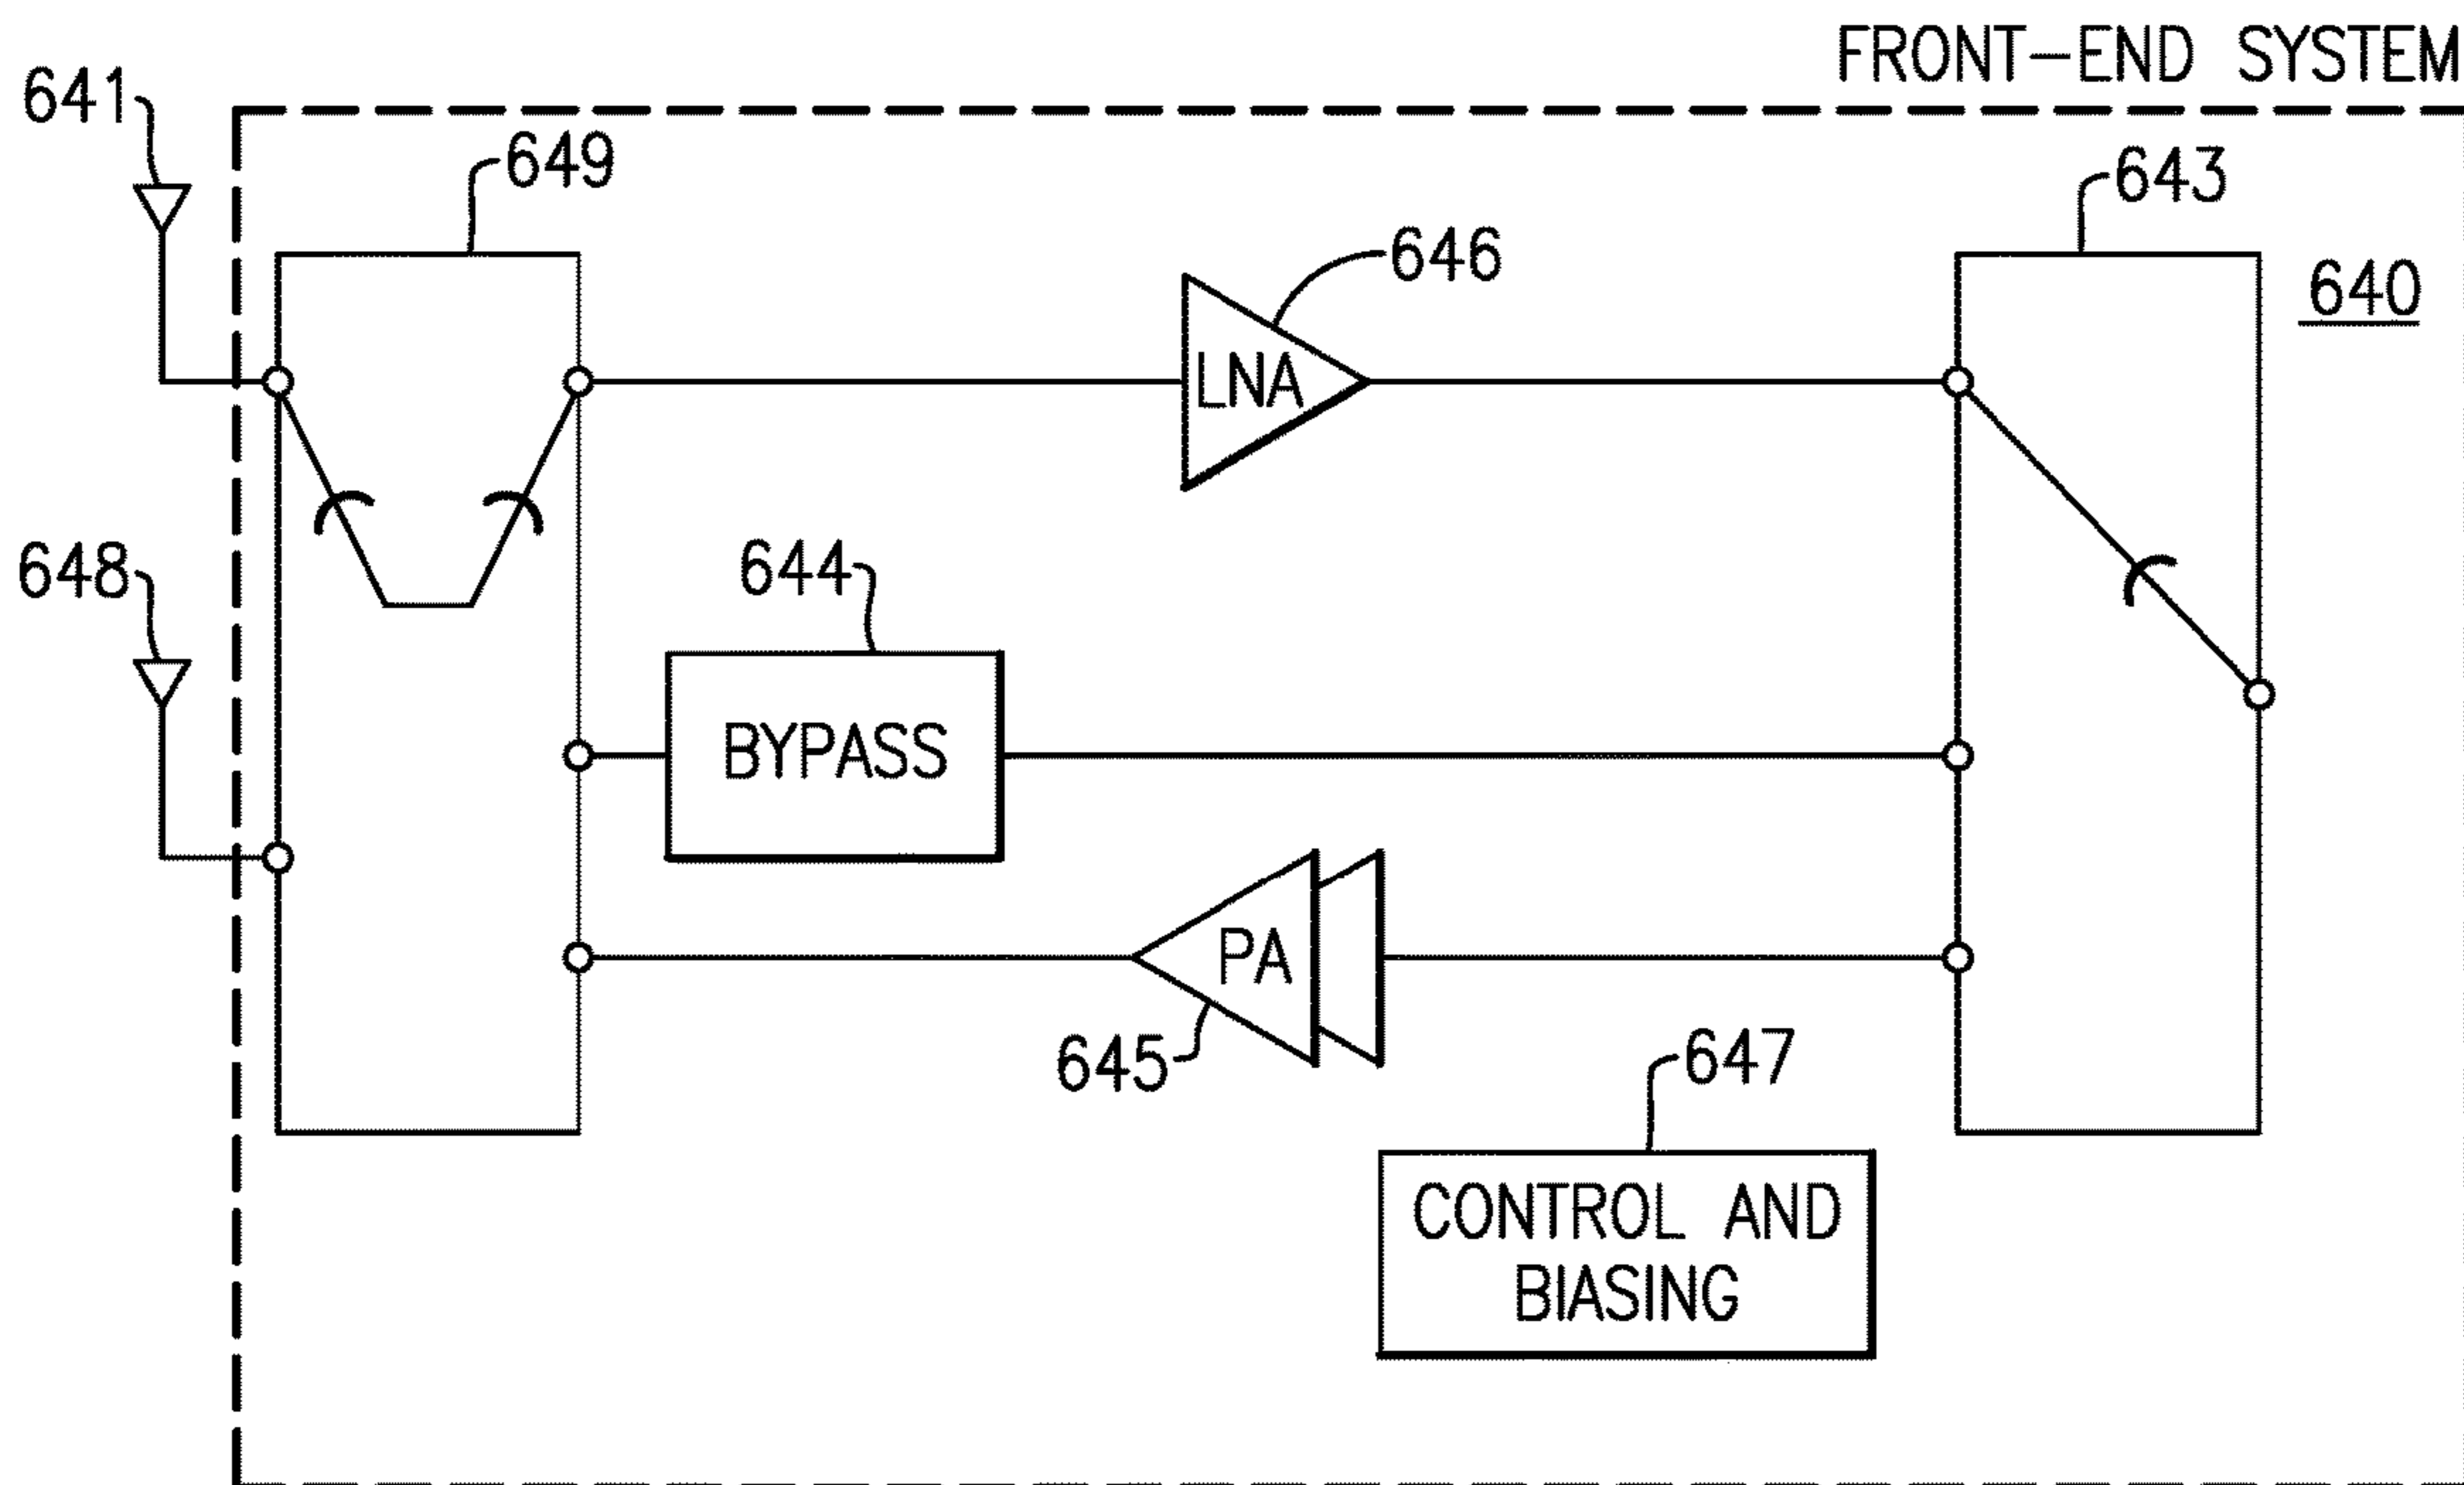 FRONT-END SYSTEM
641
649
643
646
640
LNA
648
644
BYPASS
PA
645
647
CONTROL AND
BIASING